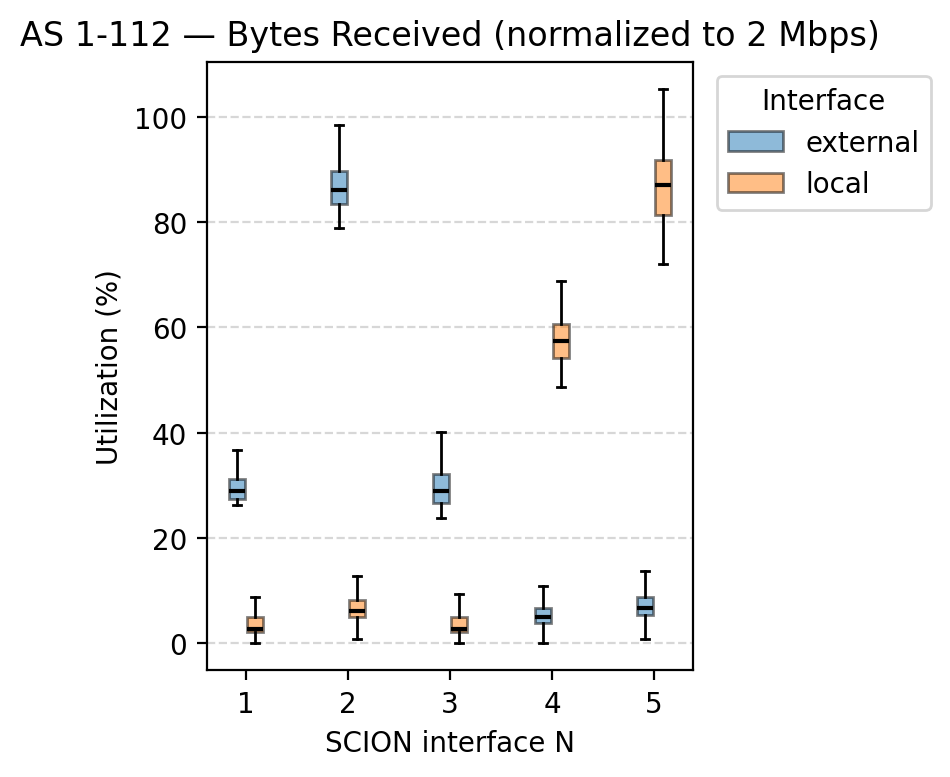 AS 1-112 — Bytes Received (normalized to 2 Mbps)
Interface
external
local
Utilization (%)
100
80
60
40
20
0
1 2 3 4 5
SCION interface N